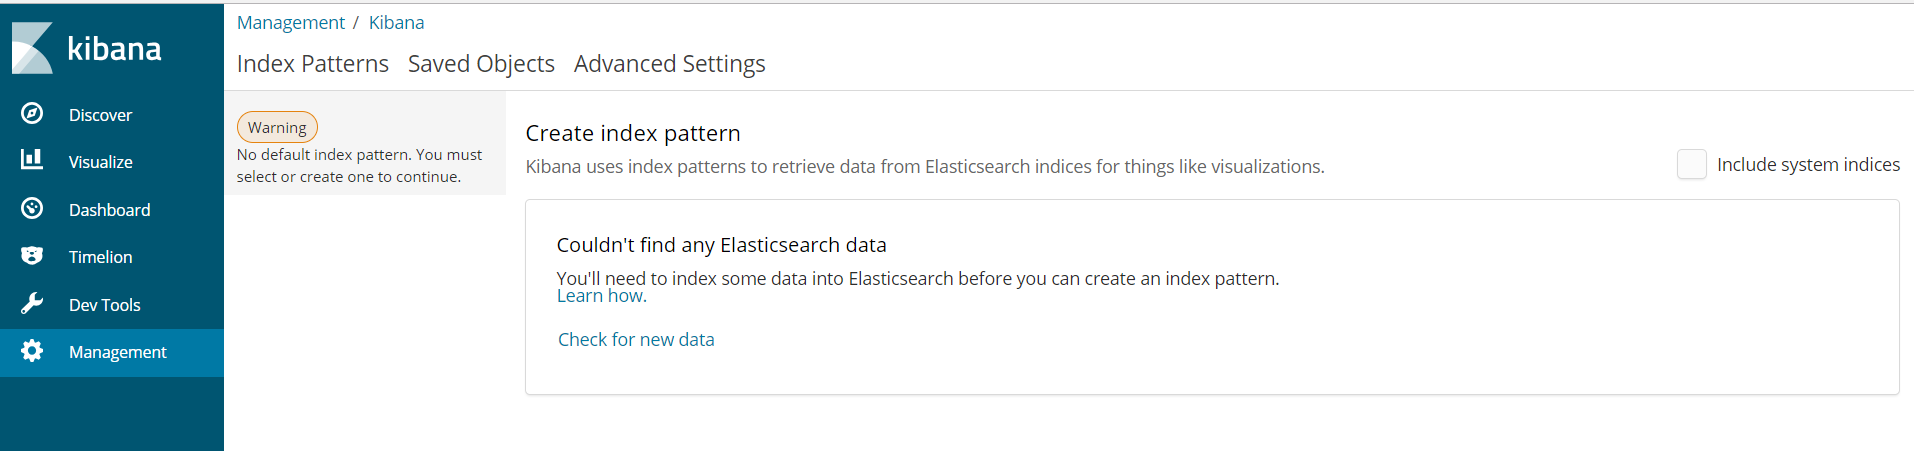 kibana
Discover
Visualize
Dashboard
Timelion
Dev Tools
Management
Management / Kibana
Index Patterns Saved Objects Advanced Settings
Warning
No default index pattern. You must
select or create one to continue.
Create index pattern
Kibana uses index patterns to retrieve data from Elasticsearch indices for things like visualizations.
Include system indices
Couldn't find any Elasticsearch data
You'll need to index some data into Elasticsearch before you can create an index pattern.
Learn how.
Check for new data